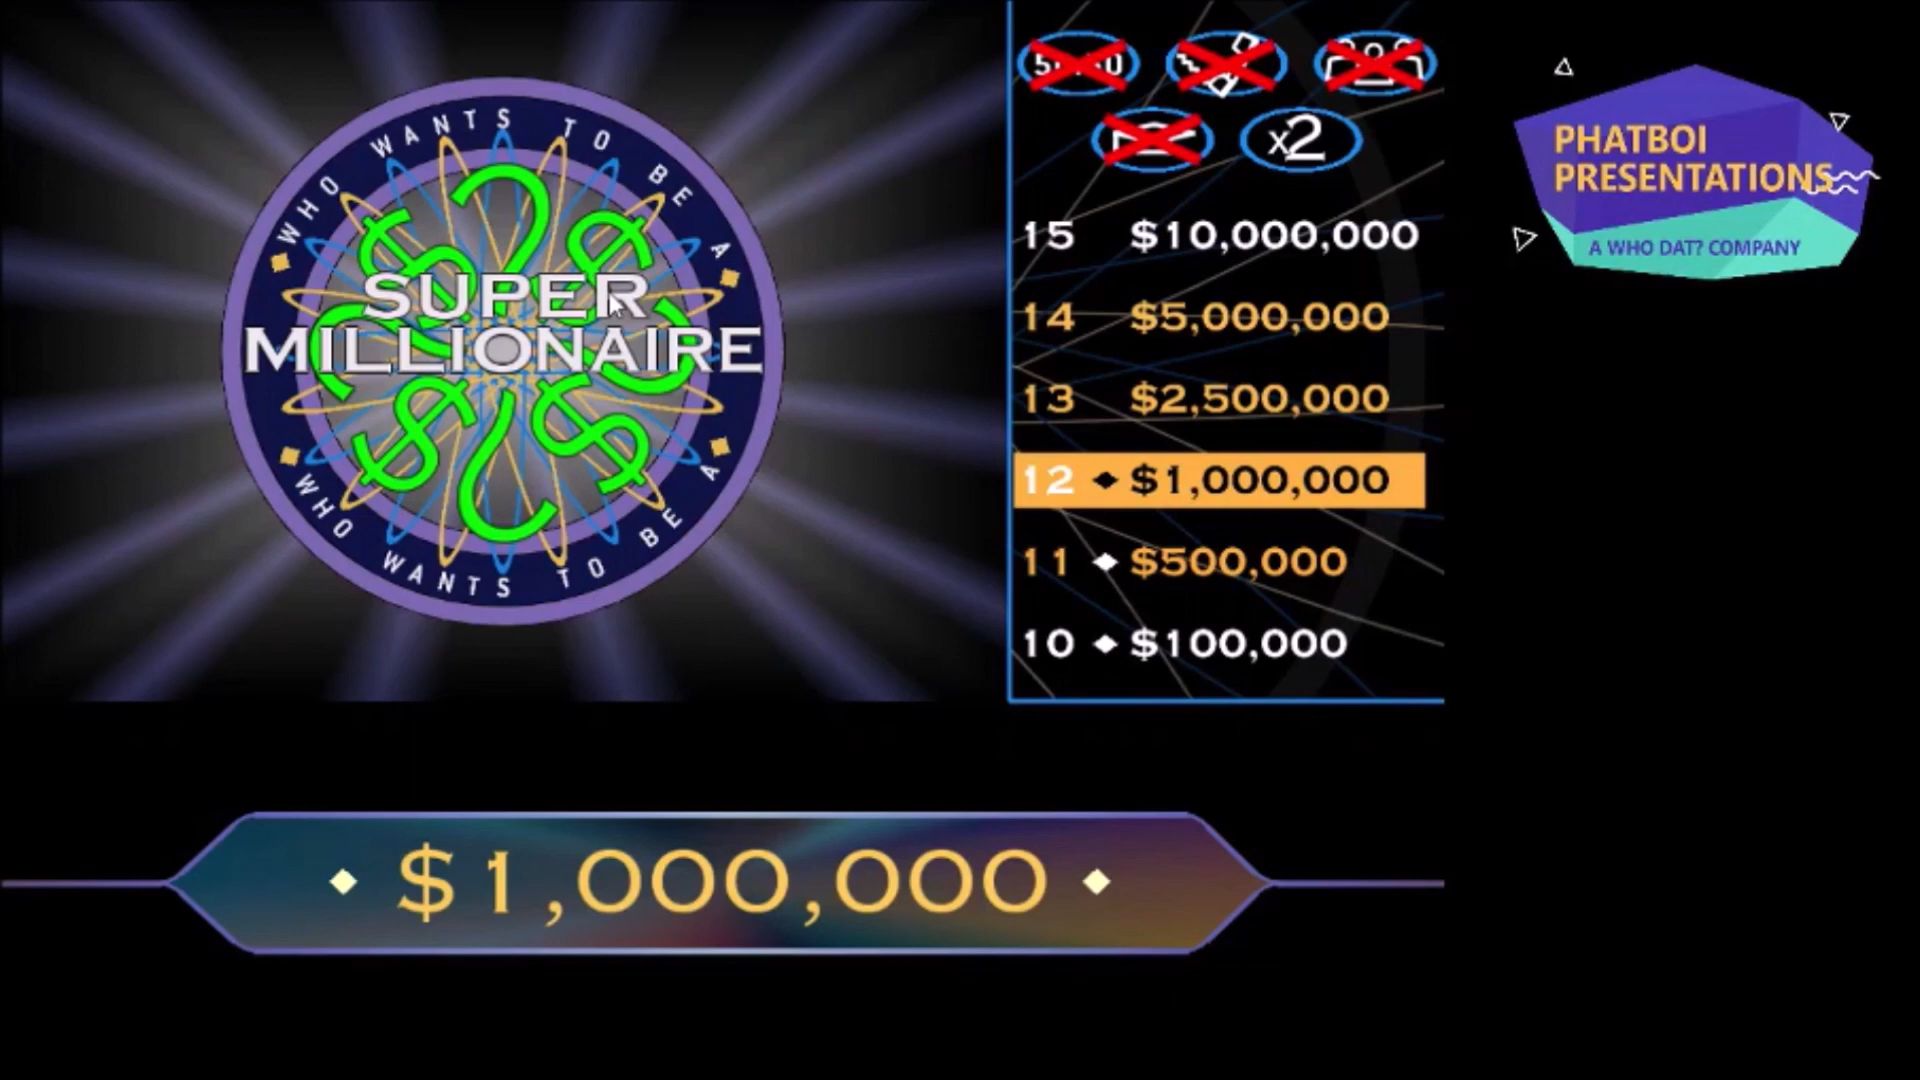 WHO WANTS TO BE A
SUPER
MILLIONAIRE
WHO WANTS TO BE A
x2
15 $10,000,000
14 $5,000,000
13 $2,500,000
12 $1,000,000
11 $500,000
10 $100,000
PHATBOI
PRESENTATIONS
A WHO DAT? COMPANY
$1,000,000